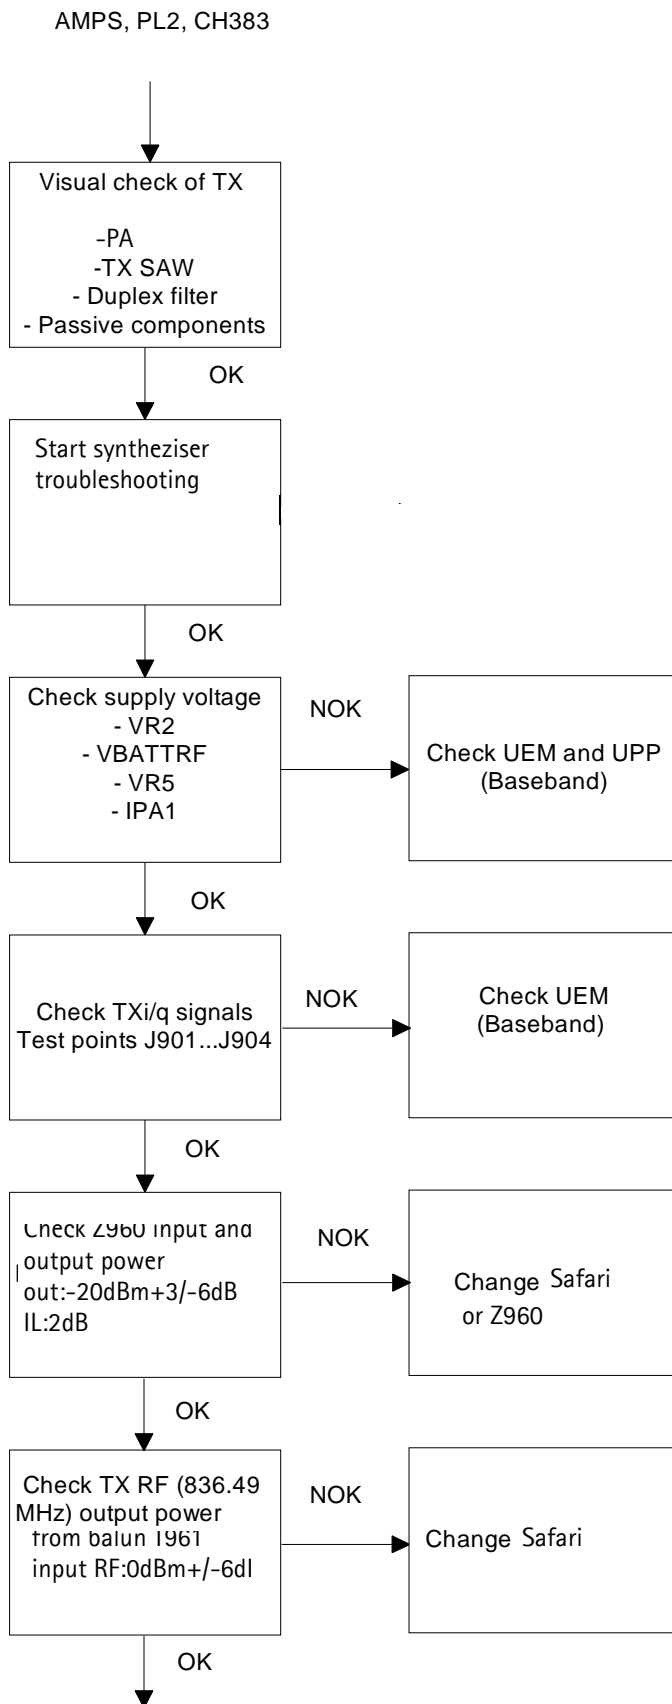 AMPS, PL2, CH383
Visual check of TX
-PA
-TX SAW
- Duplex filter
- Passive components
OK
Start syntheziser
troubleshooting
OK
Check supply voltage
- VR2
- VBATTRF
- VR5
- IPA1
NOK
Check UEM and UPP
(Baseband)
OK
Check TXi/q signals
Test points J901...J904
NOK
Check UEM
(Baseband)
OK
Check Z960 input and
output power
out:-20dBm+3/-6dB
IL:2dB
NOK
Change Safari
or Z960
OK
Check TX RF (836.49
MHz) output power
from balun T961
input RF:0dBm+/-6dB
NOK
Change Safari
OK